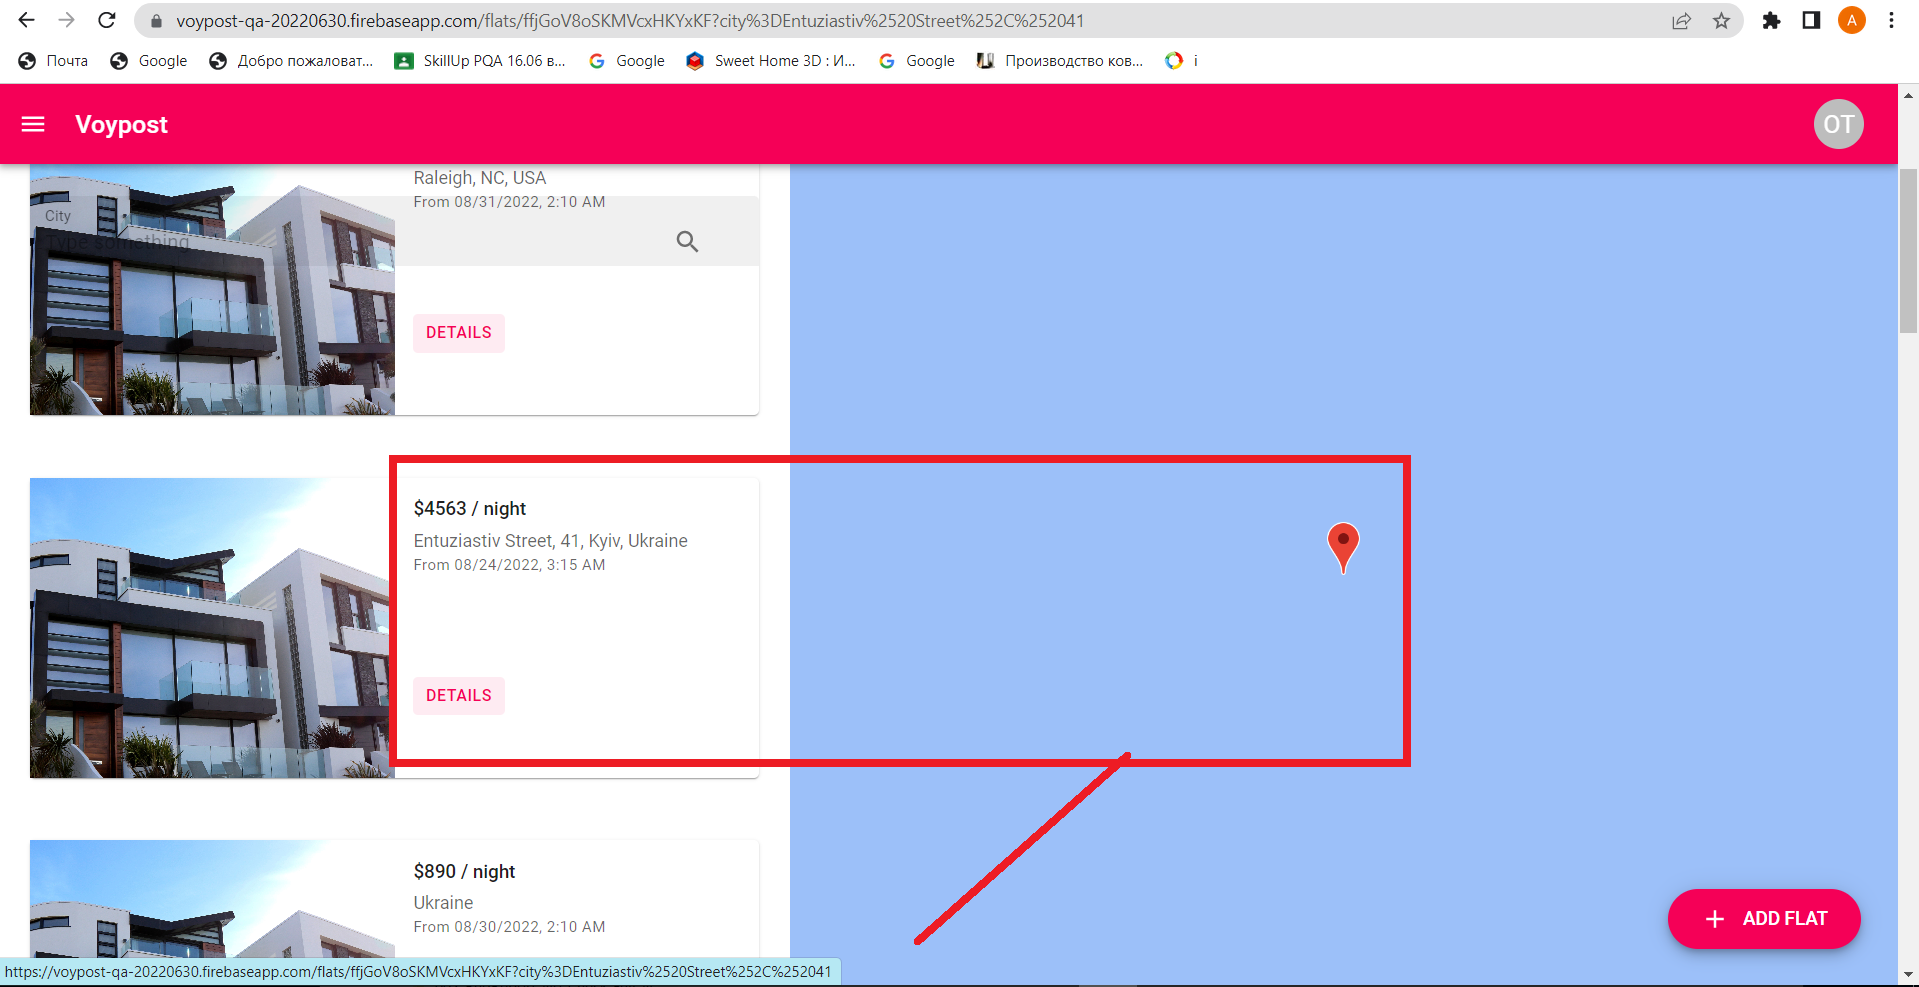 voypost-qa-20220630.firebaseapp.com/flats/ffjGoV8oSKMVcxHKYxKF?city%3DEntuziastiv%2520Street%252C%252041
A
Почта
Google
Добро пожаловат...
SkillUp PQA 16.06 в...
Google
Sweet Home 3D : И...
Google
Производство ков...
i
Voypost
OT
Raleigh, NC, USA
From 08/31/2022, 2:10 AM
City
Type something
DETAILS
$4563 / night
Entuziastiv Street, 41, Kyiv, Ukraine
From 08/24/2022, 3:15 AM
DETAILS
$890 / night
Ukraine
From 08/30/2022, 2:10 AM
ADD FLAT
https://voypost-qa-20220630.firebaseapp.com/flats/ffjGoV8oSKMVcxHKYxKF?city%3DEntuziastiv%2520Street%252C%252041